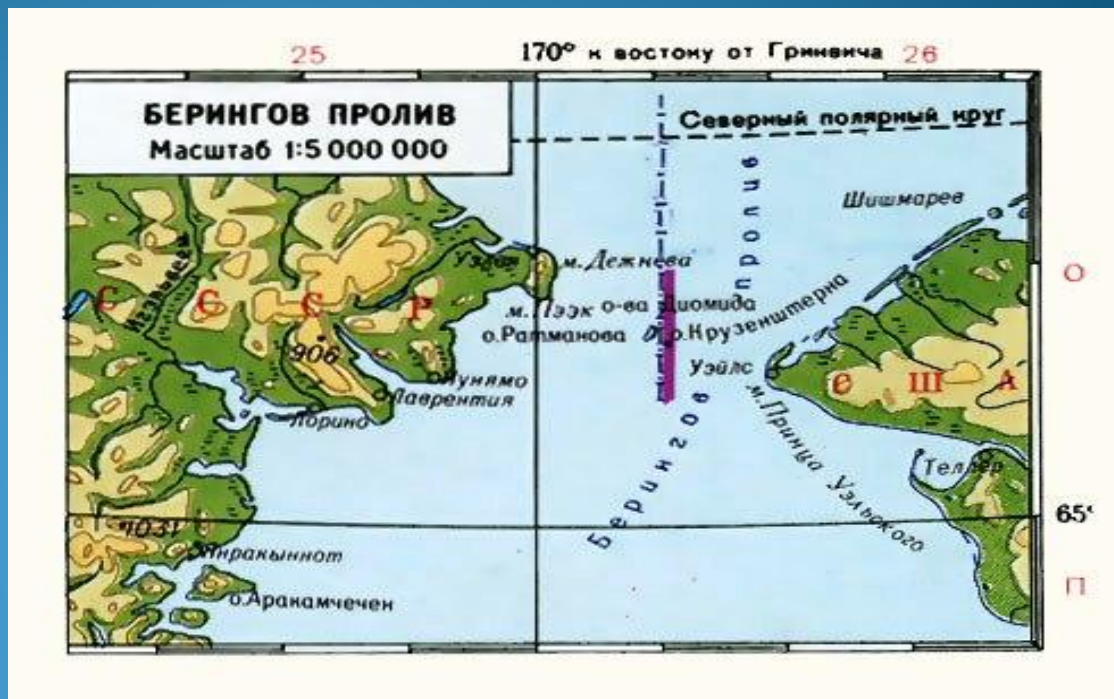 25
170° к востоку от Гринвича
26
БЕРИНГОВ ПРОЛИВ
Масштаб 1:5 000 000
Северный полярный круг
Шишмарев
Уэлен
м. Дежнева
О
С С С Р
м. Пээк
о-ва Диомида
о. Ратманова
о. Крузенштерна
906
Уэйлс
США
Нунямо
Лаврентия
Лорино
м. Принца Уэльского
Теллер
Берингов пролив
65°
1031
Янракыннот
о. Аракамчечен
П